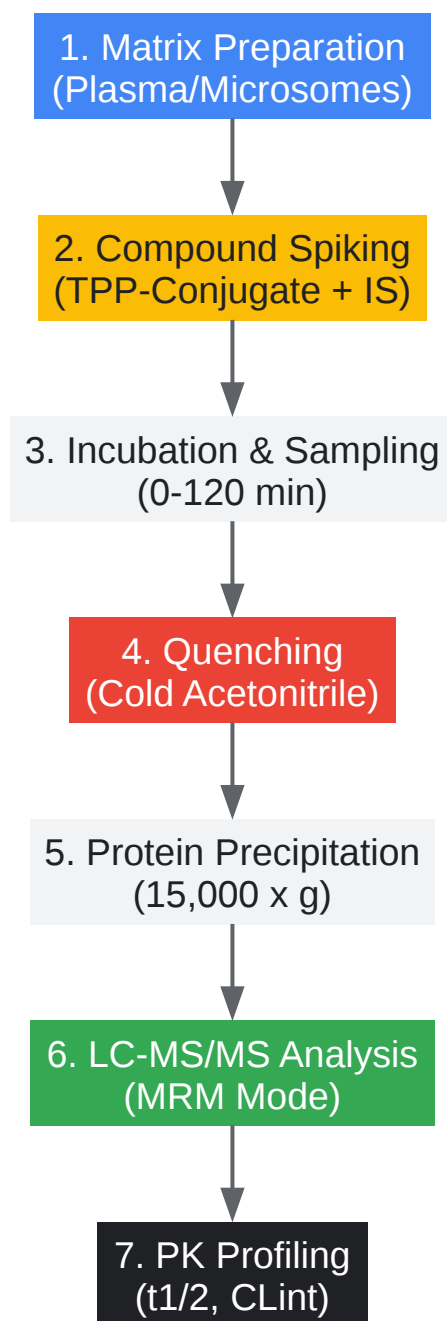 1. Matrix Preparation
(Plasma/Microsomes)
2. Compound Spiking
(TPP-Conjugate + IS)
3. Incubation & Sampling
(0-120 min)
4. Quenching
(Cold Acetonitrile)
5. Protein Precipitation
(15,000 x g)
6. LC-MS/MS Analysis
(MRM Mode)
7. PK Profiling
(t1/2, CLint)